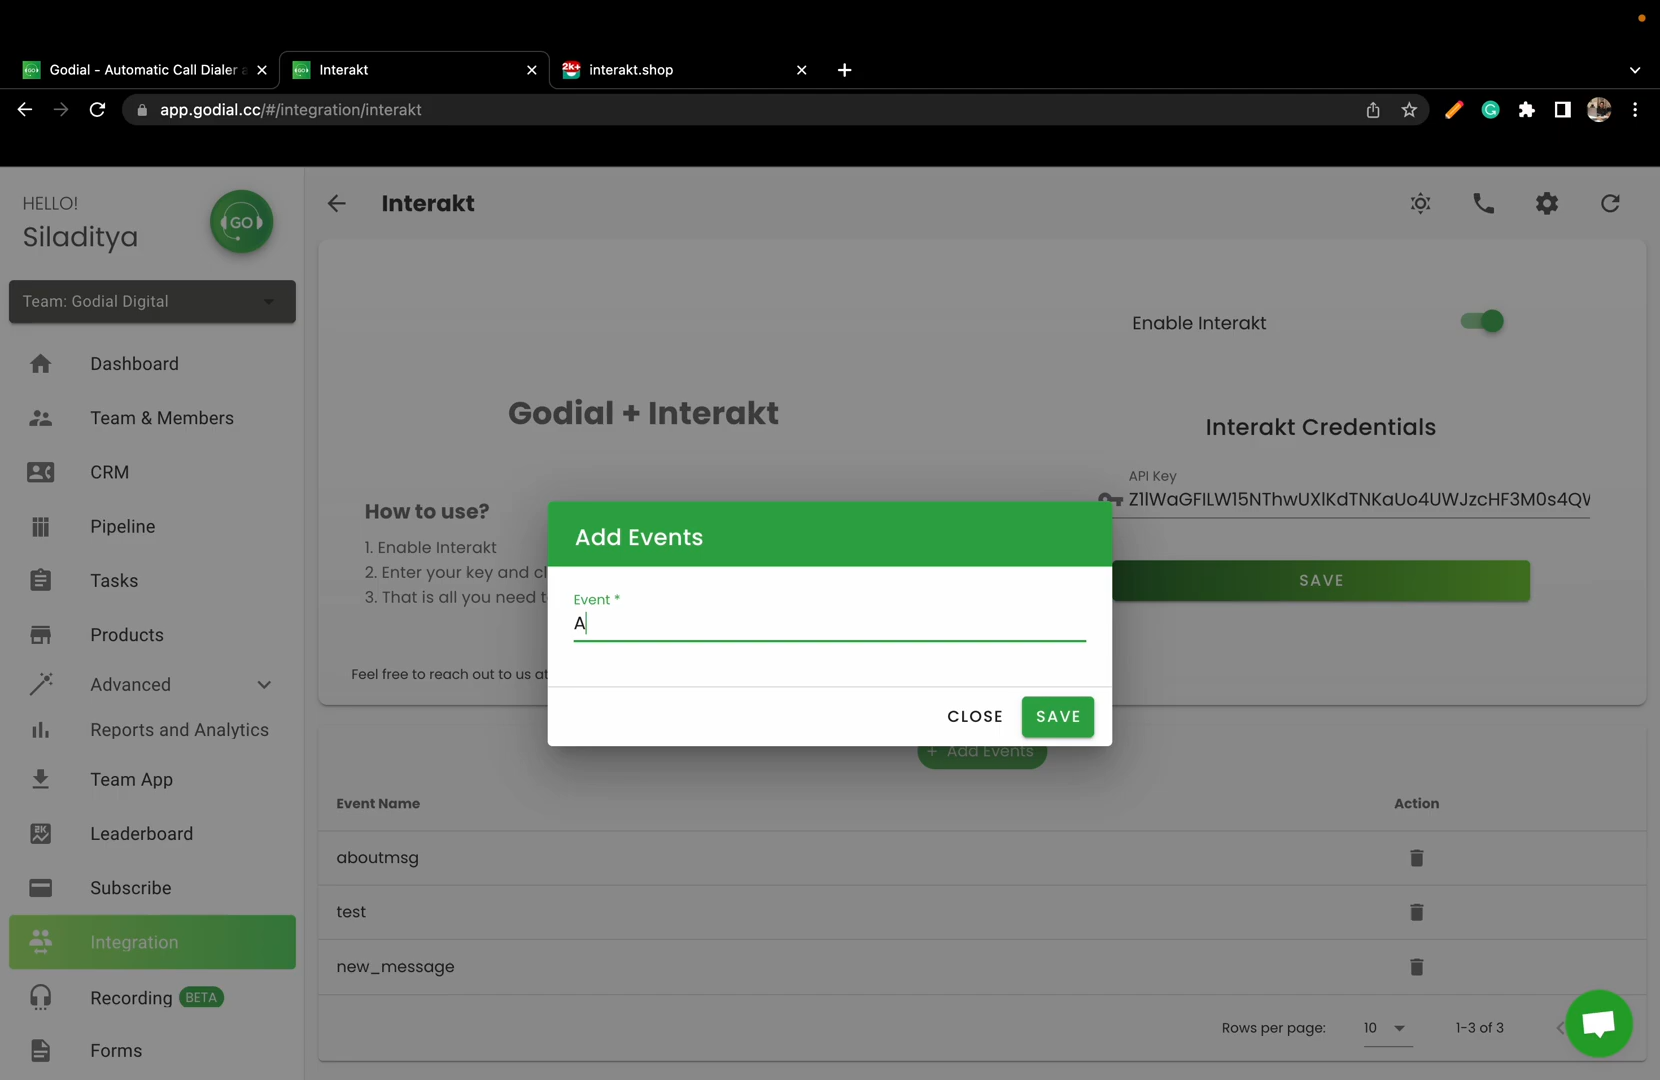 Godial - Automatic Call Dialer a
Interakt
2K+
interakt.shop
app.godial.cc/#/integration/interakt
HELLO!
Siladitya
GO
Team: Godial Digital
Dashboard
Team & Members
CRM
Pipeline
Tasks
Products
Advanced
Reports and Analytics
Team App
Leaderboard
Subscribe
Integration
Recording BETA
Forms
Interakt
Enable Interakt
Godial + Interakt
Interakt Credentials
API Key
How to use?
1. Enable Interakt
2. Enter your key and cl
3. That is all you need t
Feel free to reach out to us at
SAVE
Add Events
Event *
A
CLOSE
SAVE
+ Add Events
Event Name
Action
aboutmsg
test
new_message
Rows per page:
10
1-3 of 3